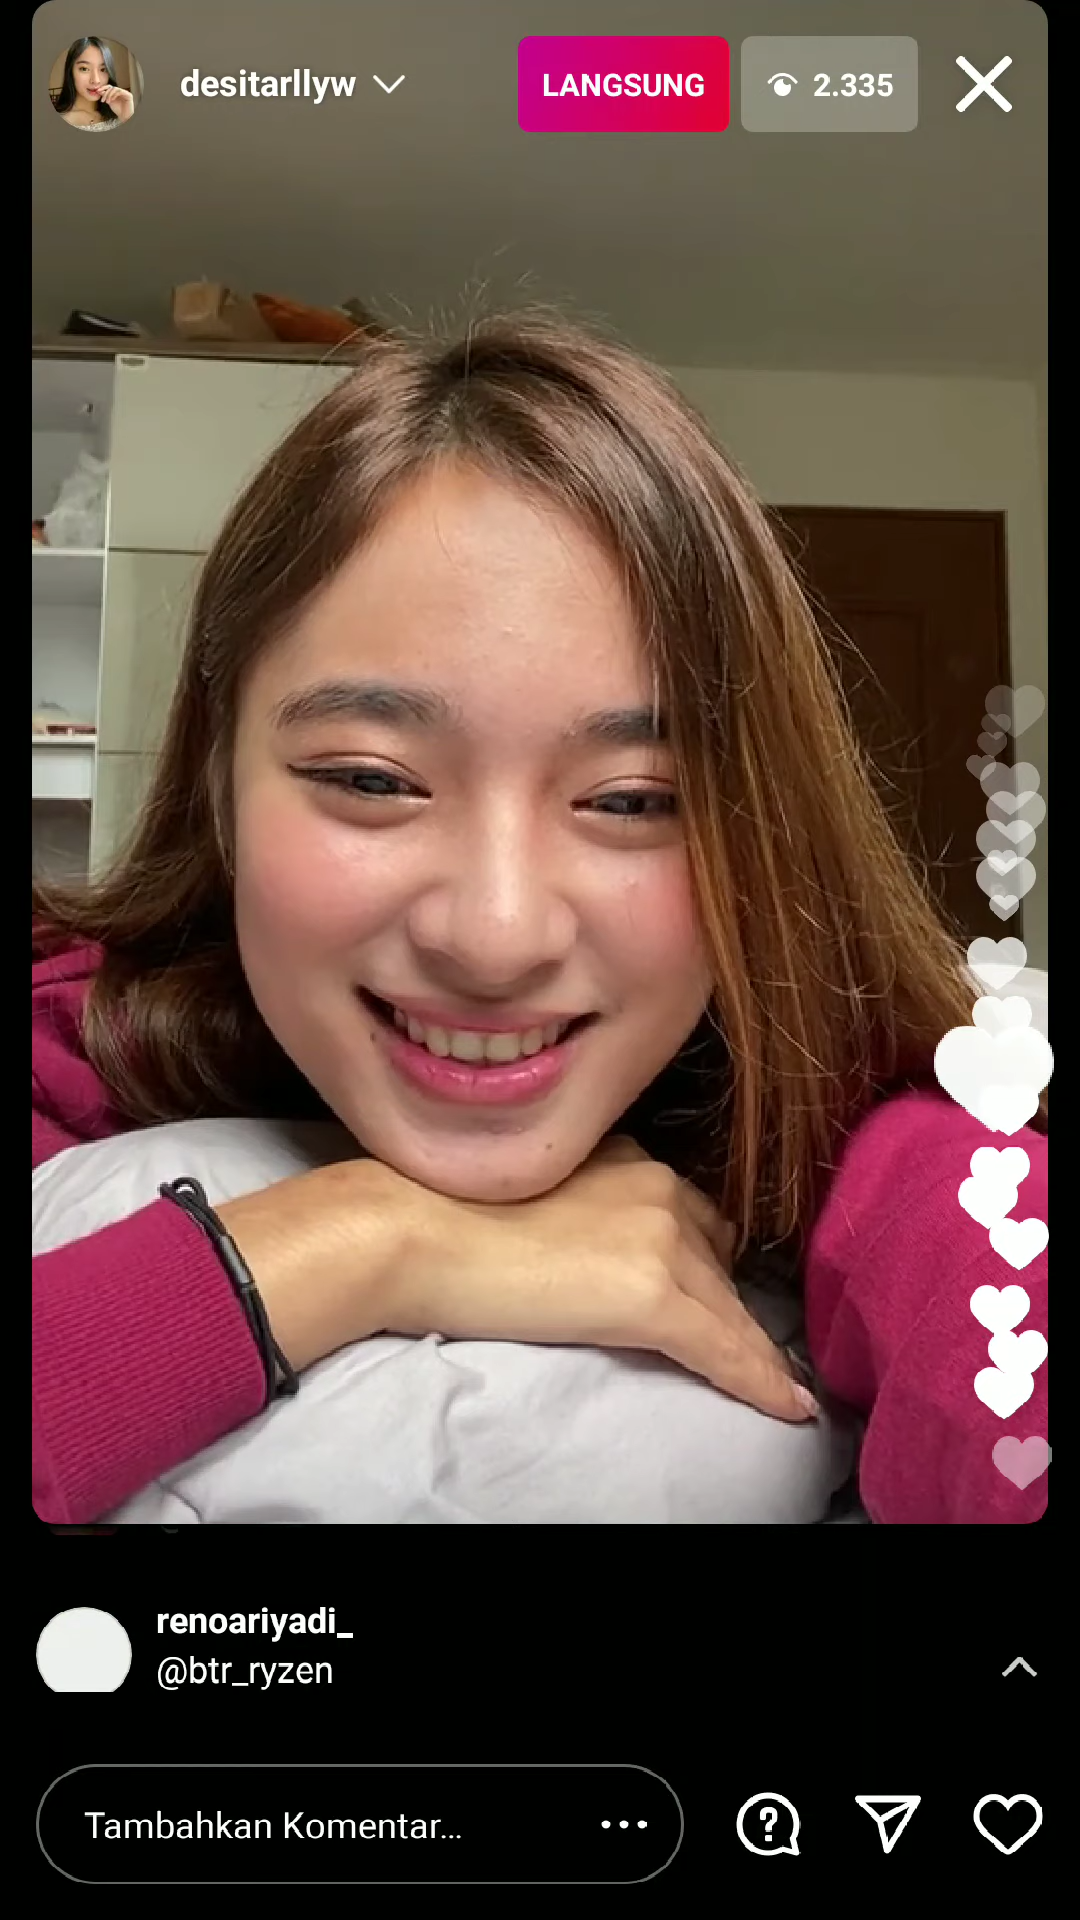 desitarllyw
LANGSUNG
2.335
renoariyadi_
@btr_ryzen
Tambahkan Komentar...